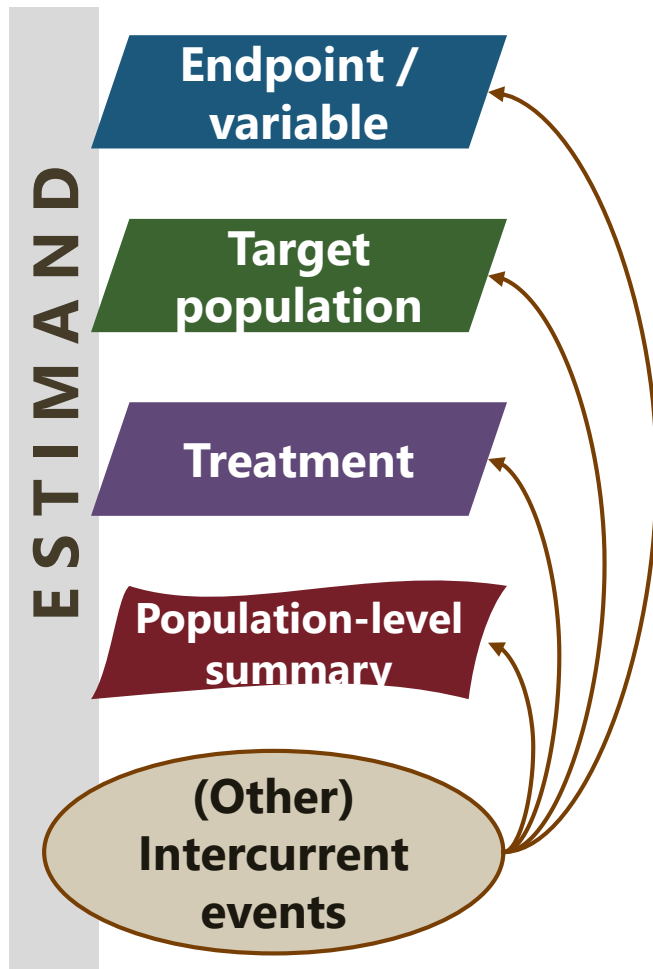 ESTIMAND
Endpoint /
variable
Target
population
Treatment
Population-level
summary
(Other)
Intercurrent
events